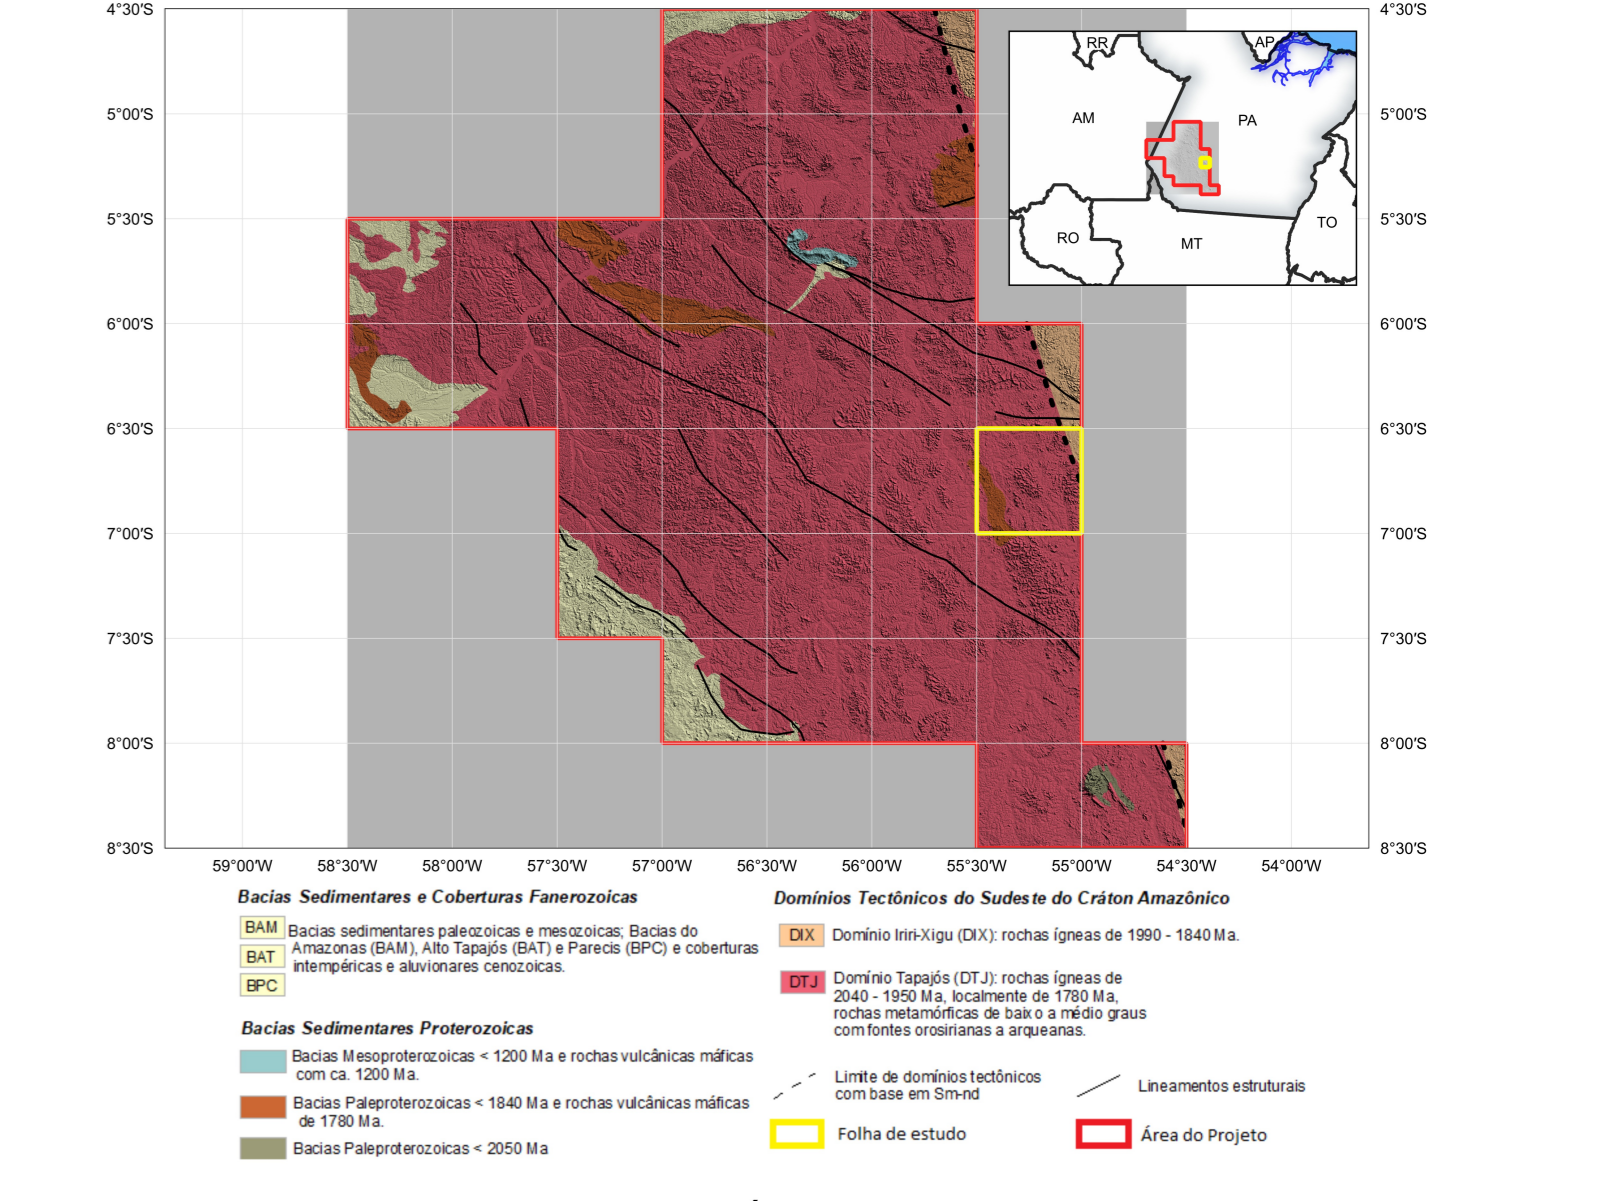 4°30'S
4°30'S
RR
AP
5°00'S
AM
PA
5°00'S
5°30'S
RO
MT
TO
5°30'S
6°00'S
6°00'S
6°30'S
6°30'S
7°00'S
7°00'S
7°30'S
7°30'S
8°00'S
8°00'S
8°30'S
8°30'S
59°00'W 58°30'W 58°00'W 57°30'W 57°00'W 56°30'W 56°00'W 55°30'W 55°00'W 54°30'W 54°00'W
Bacias Sedimentares e Coberturas Fanerozoicas
BAM
BAT
BPC
Bacias sedimentares paleozoicas e mesozoicas; Bacias do
Amazonas (BAM), Alto Tapajós (BAT) e Parecis (BPC) e coberturas
intempéricas e aluvionares cenozoicas.
Bacias Sedimentares Proterozoicas
Bacias Mesoproterozoicas < 1200 Ma e rochas vulcânicas máficas
com ca. 1200 Ma.
Bacias Paleproterozoicas < 1840 Ma e rochas vulcânicas máficas
de 1780 Ma.
Bacias Paleproterozoicas < 2050 Ma
Domínios Tectônicos do Sudeste do Cráton Amazônico
DIX
Domínio Iriri-Xigu (DIX): rochas ígneas de 1990 - 1840 Ma.
DTJ
Domínio Tapajós (DTJ): rochas ígneas de
2040 - 1950 Ma, localmente de 1780 Ma,
rochas metamórficas de baixo a médio graus
com fontes orosirianas a arqueanas.
Limite de domínios tectônicos
com base em Sm-nd
Lineamentos estruturais
Folha de estudo
Área do Projeto